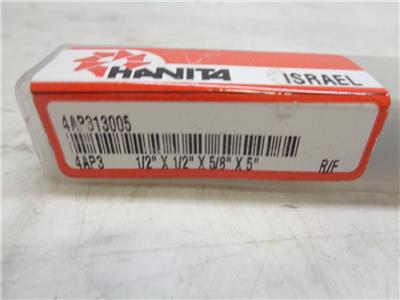 HANITA ISRAEL
4AP313005
4AP3 1/2" X 1/2" X 5/8" X 5" R/F